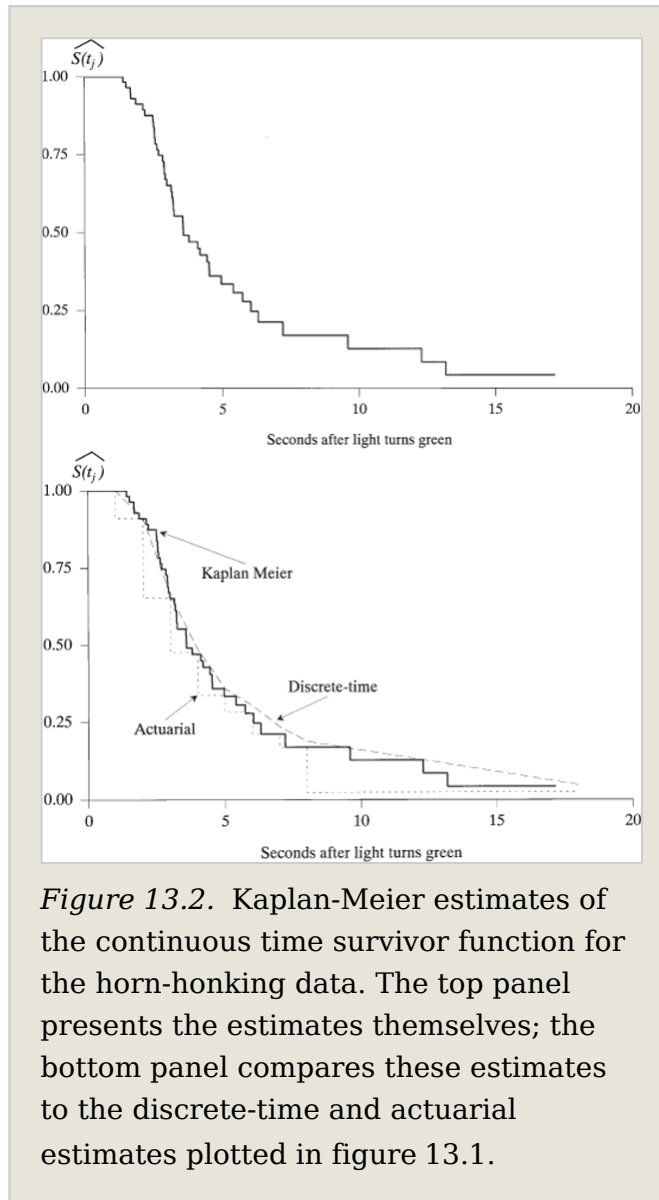 S(t_j)
1.00
0.75
0.50
0.25
0.00
0 5 10 15 20
Seconds after light turns green
S(t_j)
1.00
Kaplan Meier
0.75
0.50
Discrete-time
Actuarial
0.25
0.00
0 5 10 15 20
Seconds after light turns green
Figure 13.2. Kaplan-Meier estimates of
the continuous time survivor function for
the horn-honking data. The top panel
presents the estimates themselves; the
bottom panel compares these estimates
to the discrete-time and actuarial
estimates plotted in figure 13.1.